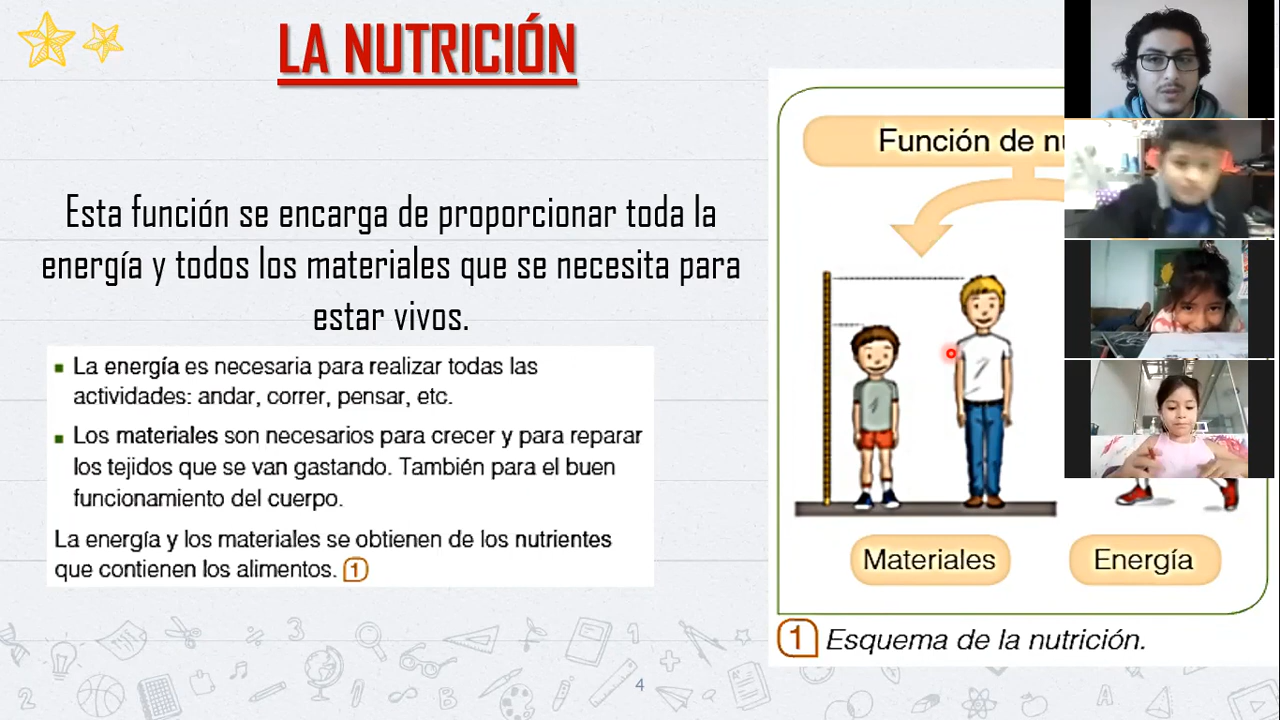 LA NUTRICIÓN
Esta función se encarga de proporcionar toda la
energía y todos los materiales que se necesita para
estar vivos.
▪ La energía es necesaria para realizar todas las
actividades: andar, correr, pensar, etc.
▪ Los materiales son necesarios para crecer y para reparar
los tejidos que se van gastando. También para el buen
funcionamiento del cuerpo.
La energía y los materiales se obtienen de los nutrientes
que contienen los alimentos. 1
Función de
Materiales
Energía
1 Esquema de la nutrición.
4